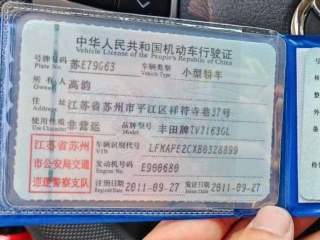 中华人民共和国机动车行驶证
Vehicle License of the People's Republic of China
号牌号码 苏E79G63 车辆类型 小型轿车
Plate No. Vehicle Type
所有人 高韵
Owner
住址 江苏省苏州市平江区祥符寺巷37号
Address
使用性质 非营运 品牌型号 丰田牌TV7163GL
Use Character Model
江苏省苏州市公安局交通巡逻警察支队
车辆识别代号 LFMAPE2CXB0328899
VIN
发动机号码 E900680
Engine No.
注册日期 2011-09-27 发证日期 2011-09-27
Register Date Issue Date